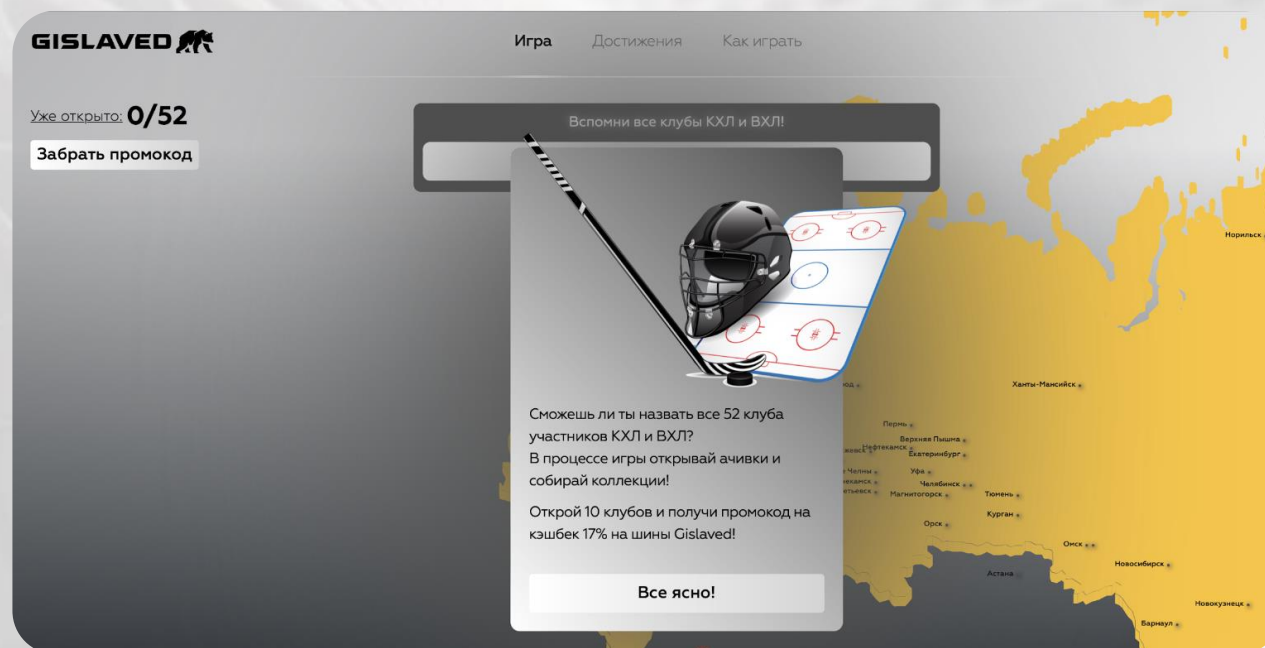 GISLAVED
Игра
Достижения
Как играть
Уже открыто: 0/52
Забрать промокод
Вспомни все клубы КХЛ и ВХЛ!
Норильск
Ханты-Мансийск
Пермь
Верхняя Пышма
Нефтекамск
Екатеринбург
Челны
Уфа
Челябинск
Магнитогорск
Тюмень
Курган
Орск
Омск
Новосибирск
Астана
Новокузнецк
Барнаул
Сможешь ли ты назвать все 52 клуба
участников КХЛ и ВХЛ?
В процессе игры открывай ачивки и
собирай коллекции!
Открой 10 клубов и получи промокод на
кэшбек 17% на шины Gislaved!
Все ясно!